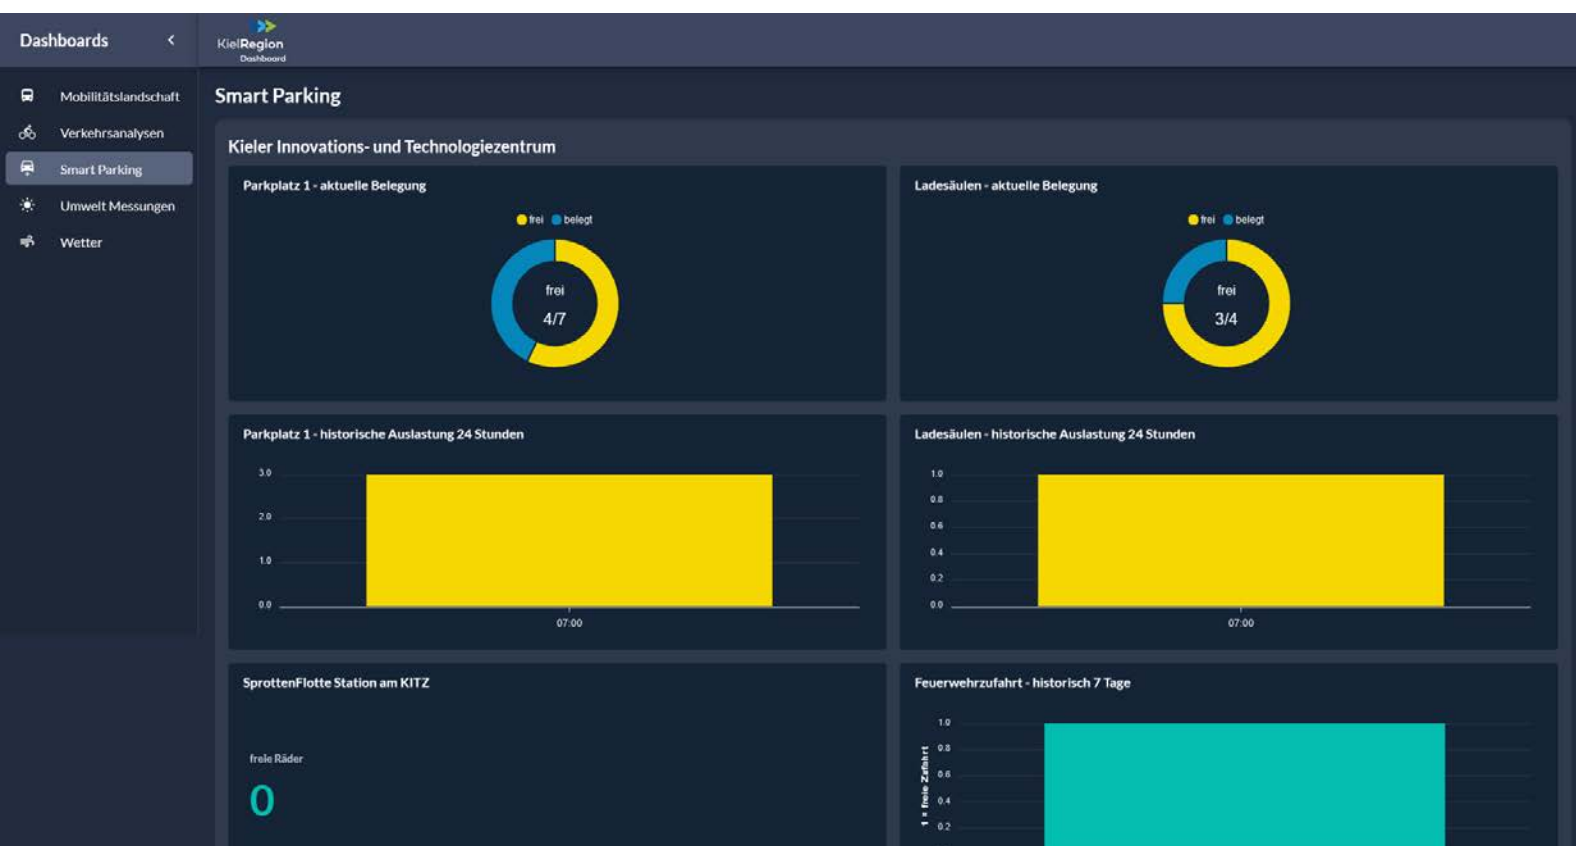 Dashboards
KielRegion
Dashboard
Mobilitätslandschaft
Verkehrsanalysen
Smart Parking
Umwelt Messungen
Wetter
Smart Parking
Kieler Innovations- und Technologiezentrum
Parkplatz 1 - aktuelle Belegung
frei belegt
frei
4/7
Ladesäulen - aktuelle Belegung
frei belegt
frei
3/4
Parkplatz 1 - historische Auslastung 24 Stunden
3.0
2.0
1.0
0.0
07:00
Ladesäulen - historische Auslastung 24 Stunden
1.0
0.8
0.6
0.4
0.2
0.0
07:00
SprottenFlotte Station am KITZ
freie Räder
0
Feuerwehrzufahrt - historisch 7 Tage
1 = freie Zafahrt
1.0
0.8
0.6
0.4
0.2